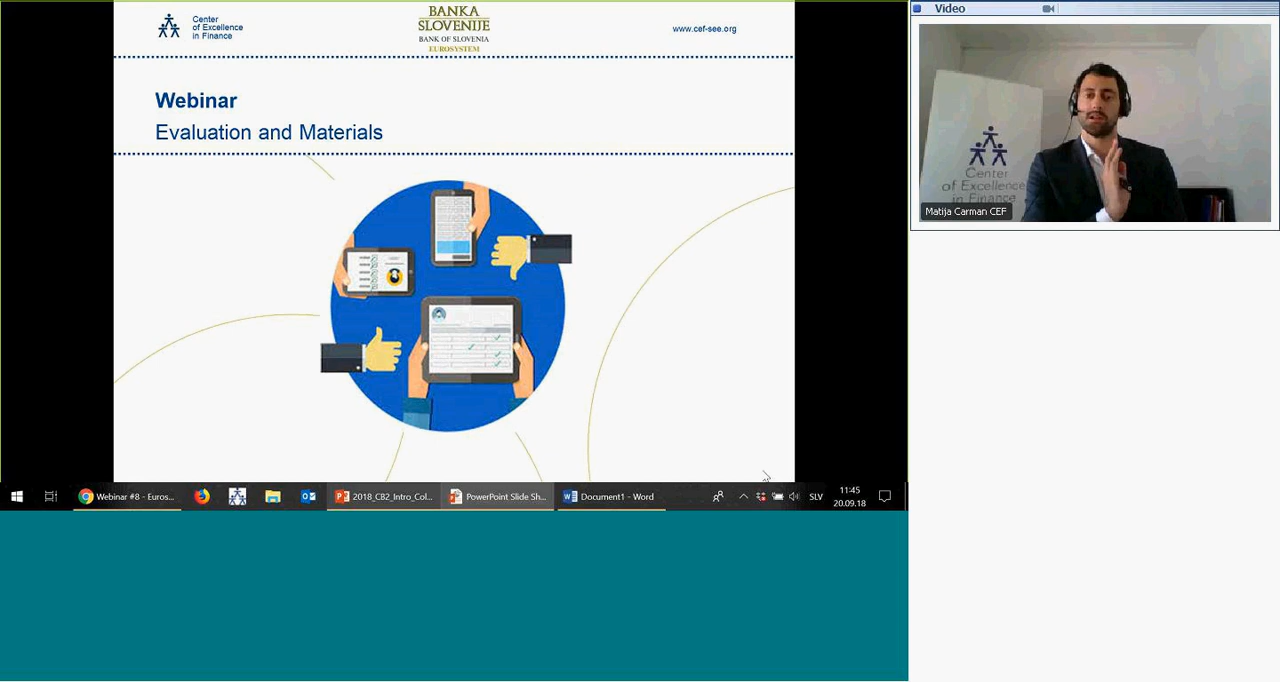 Center
of Excellence
in Finance
BANKA
SLOVENIJE
BANK OF SLOVENIA
EUROSYSTEM
www.cef-see.org
Webinar
Evaluation and Materials
Video
Center
of Excellence
in Finance
Matija Carman CEF
Webinar #8 - Euros...
2018_CB2_Intro_Col...
PowerPoint Slide Sh...
Document1 - Word
SLV
11:45
20.09.18